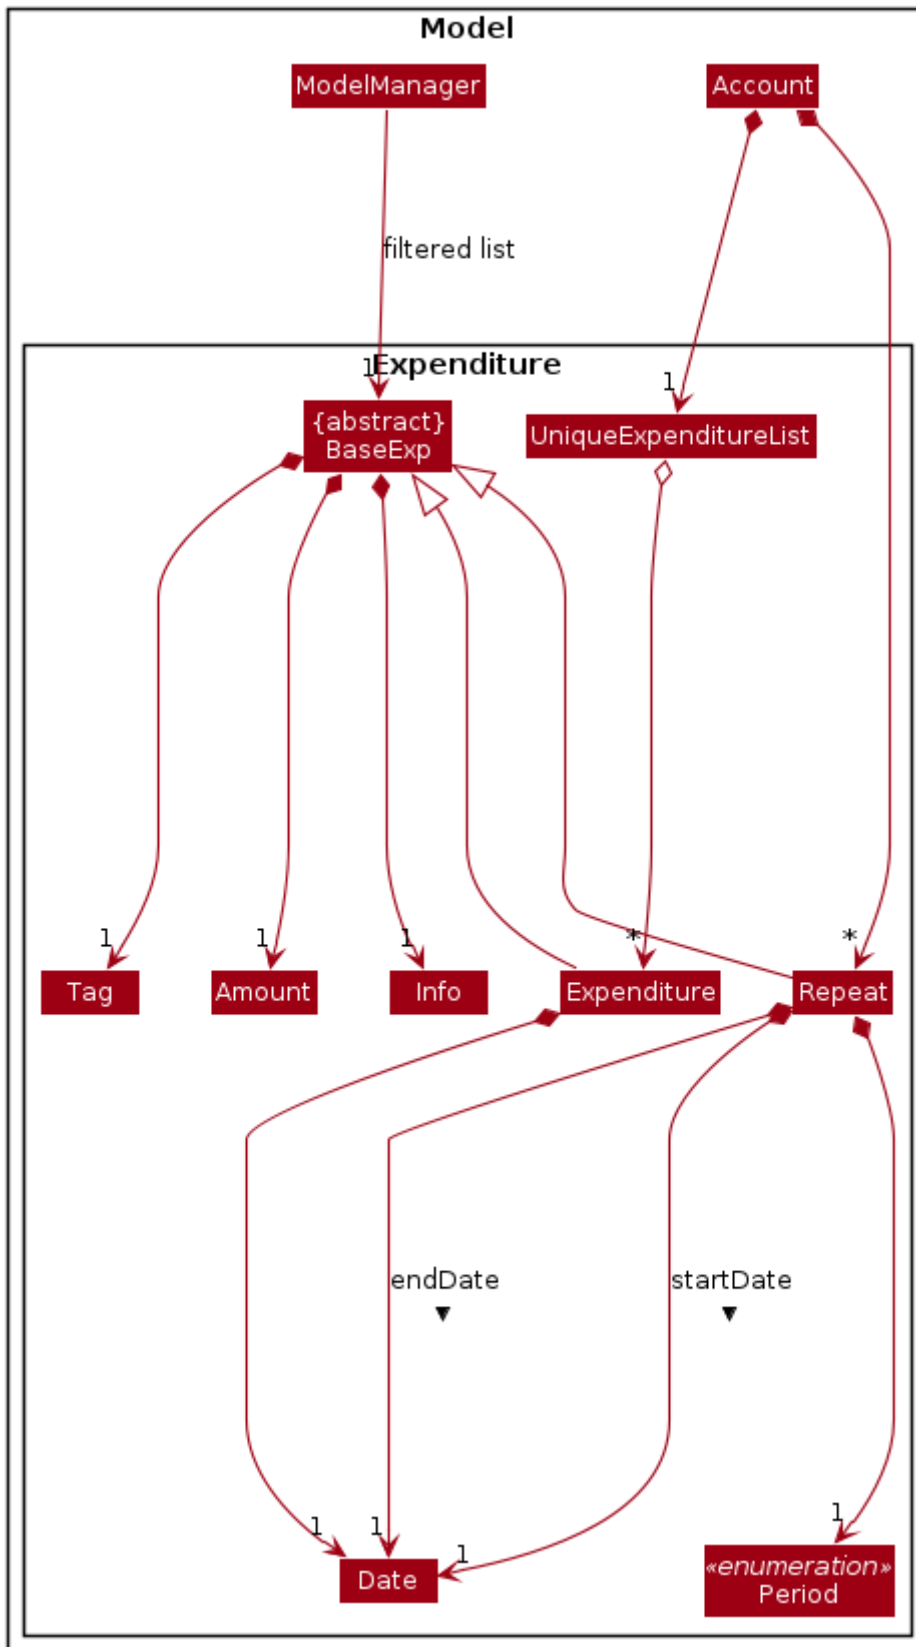 Model
ModelManager
Account
filtered list
1
Expenditure
1
{abstract}
BaseExp
UniqueExpenditureList
1
1
1
*
*
Tag
Amount
Info
Expenditure
Repeat
endDate
▼
startDate
▼
1
1
1
1
Date
«enumeration»
Period